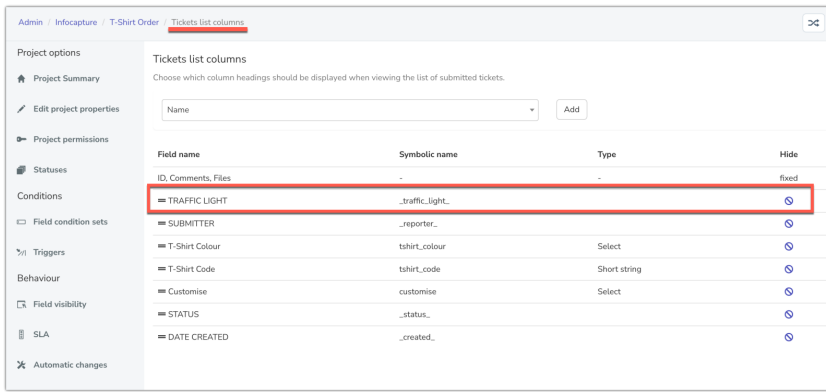 Admin / Infocapture / T-Shirt Order / Tickets list columns
Project options
Project Summary
Edit project properties
Project permissions
Statuses
Conditions
Field condition sets
Triggers
Behaviour
Field visibility
SLA
Automatic changes
Tickets list columns
Choose which column headings should be displayed when viewing the list of submitted tickets.
Name Add
Field name Symbolic name Type Hide
ID, Comments, Files - - fixed
TRAFFIC LIGHT _traffic_light_
SUBMITTER _reporter_
T-Shirt Colour tshirt_colour Select
T-Shirt Code tshirt_code Short string
Customise customise Select
STATUS _status_
DATE CREATED _created_